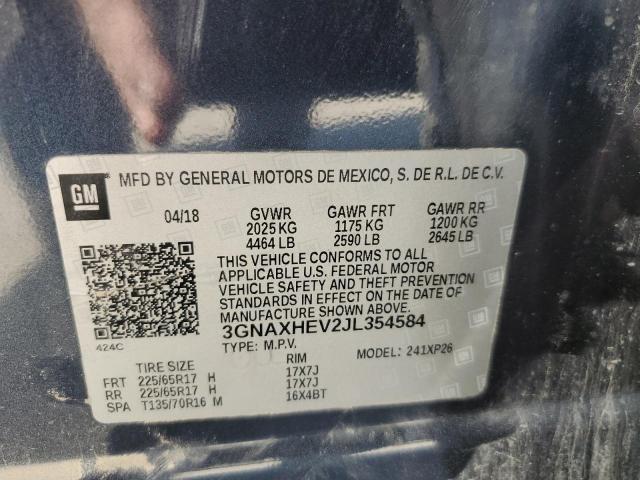 GM
MFD BY GENERAL MOTORS DE MEXICO, S. DE R.L. DE C.V.
04/18 GVWR GAWR FRT GAWR RR
2025 KG 1175 KG 1200 KG
4464 LB 2590 LB 2645 LB
THIS VEHICLE CONFORMS TO ALL
APPLICABLE U.S. FEDERAL MOTOR
VEHICLE SAFETY AND THEFT PREVENTION
STANDARDS IN EFFECT ON THE DATE OF
MANUFACTURE SHOWN ABOVE.
3GNAXHEV2JL354584
424C
TYPE: M.P.V. MODEL: 241XP26
TIRE SIZE RIM
FRT 225/65R17 H 17X7J
RR 225/65R17 H 17X7J
SPA T135/70R16 M 16X4BT